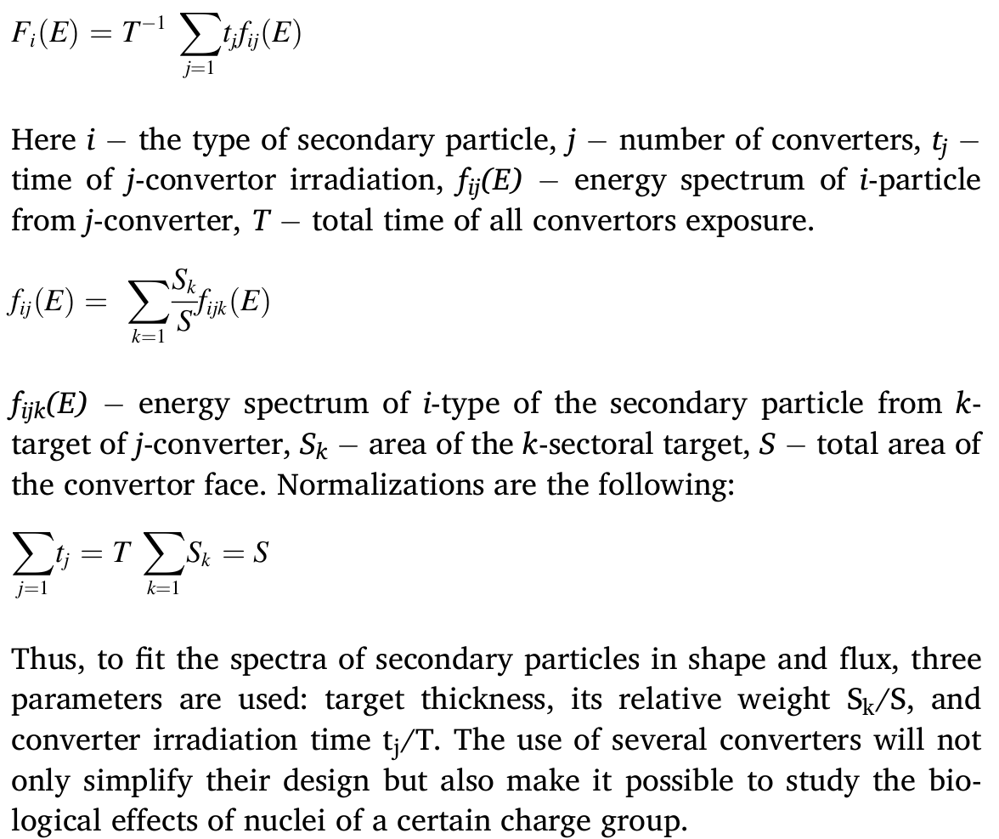 F_i(E) = T^{−1} ∑_{j=1} t_j f_{ij}(E)
Here i − the type of secondary particle, j − number of converters, t_j −
time of j-convertor irradiation, f_{ij}(E) − energy spectrum of i-particle
from j-converter, T − total time of all convertors exposure.
f_{ij}(E) = ∑_{k=1} \frac{S_k}{S} f_{ijk}(E)
f_{ijk}(E) − energy spectrum of i-type of the secondary particle from k-
target of j-converter, S_k − area of the k-sectoral target, S − total area of
the convertor face. Normalizations are the following:
∑_{j=1} t_j = T ∑_{k=1} S_k = S
Thus, to fit the spectra of secondary particles in shape and flux, three
parameters are used: target thickness, its relative weight S_k/S, and
converter irradiation time t_j/T. The use of several converters will not
only simplify their design but also make it possible to study the bio-
logical effects of nuclei of a certain charge group.